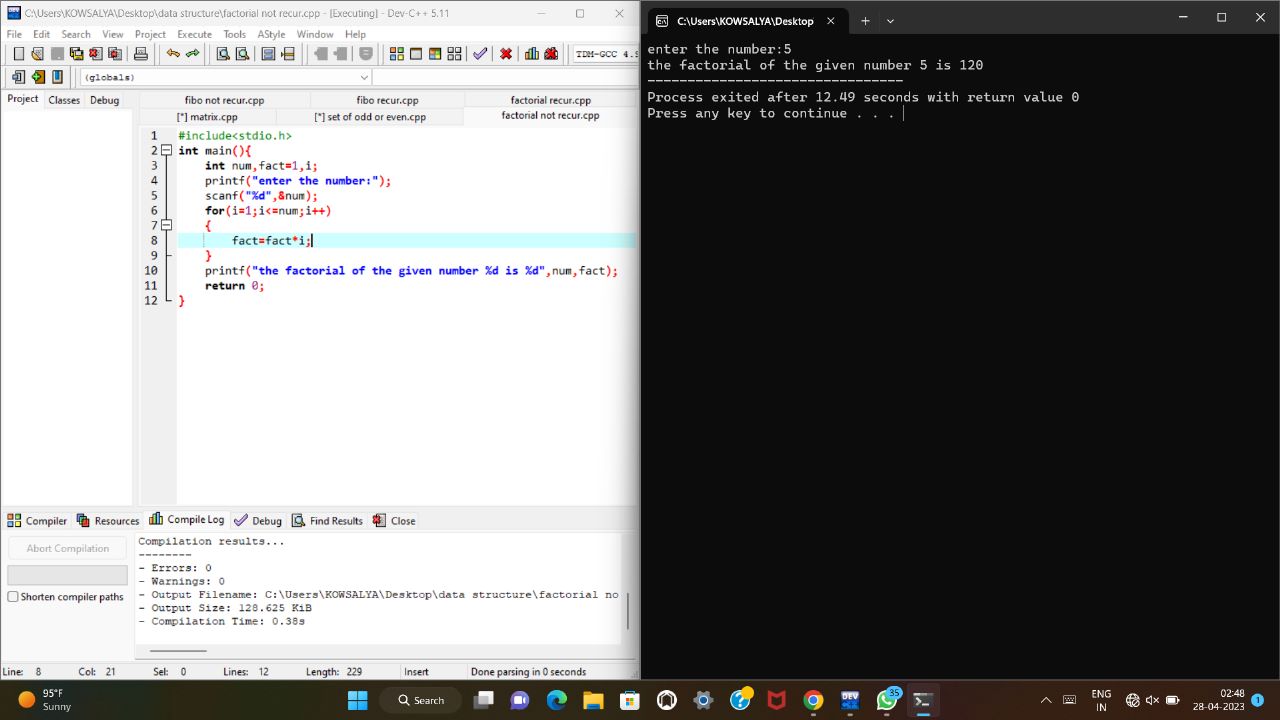 C:\Users\KOWSALYA\Desktop\data structure\factorial not recur.cpp - [Executing] - Dev-C++ 5.11
File Edit Search View Project Execute Tools AStyle Window Help
TDM-GCC 4.9
(globals)
Project Classes Debug
fibo not recur.cpp fibo recur.cpp factorial recur.cpp
[*] matrix.cpp [*] set of odd or even.cpp factorial not recur.cpp
1 #include<stdio.h>
2 int main(){
3 int num,fact=1,i;
4 printf("enter the number:");
5 scanf("%d",&num);
6 for(i=1;i<=num;i++)
7 {
8 fact=fact*i;
9 }
10 printf("the factorial of the given number %d is %d",num,fact);
11 return 0;
12 }
Compiler Resources Compile Log Debug Find Results Close
Abort Compilation
Shorten compiler paths
Compilation results...
--------
- Errors: 0
- Warnings: 0
- Output Filename: C:\Users\KOWSALYA\Desktop\data structure\factorial no
- Output Size: 128.625 KiB
- Compilation Time: 0.38s
Line: 8 Col: 21 Sel: 0 Lines: 12 Length: 229 Insert Done parsing in 0 seconds
C:\Users\KOWSALYA\Desktop
enter the number:5
the factorial of the given number 5 is 120
--------------------------------
Process exited after 12.49 seconds with return value 0
Press any key to continue . . .
95°F
Sunny
Search
DEV
35
ENG
IN
02:48
28-04-2023
1